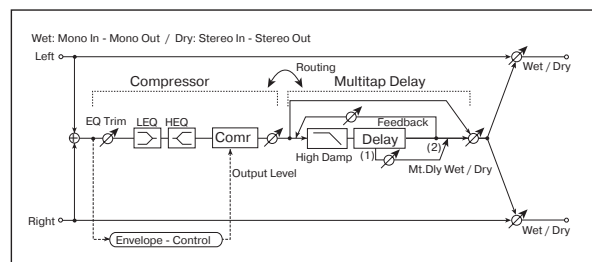 Wet: Mono In - Mono Out / Dry: Stereo In - Stereo Out
Left
Wet / Dry
Routing
Compressor
Multitap Delay
EQ Trim
LEQ
HEQ
Feedback
Comr
Delay
High Damp
(1)
(2)
Output Level
Mt.Dly Wet / Dry
Right
Wet / Dry
Envelope - Control